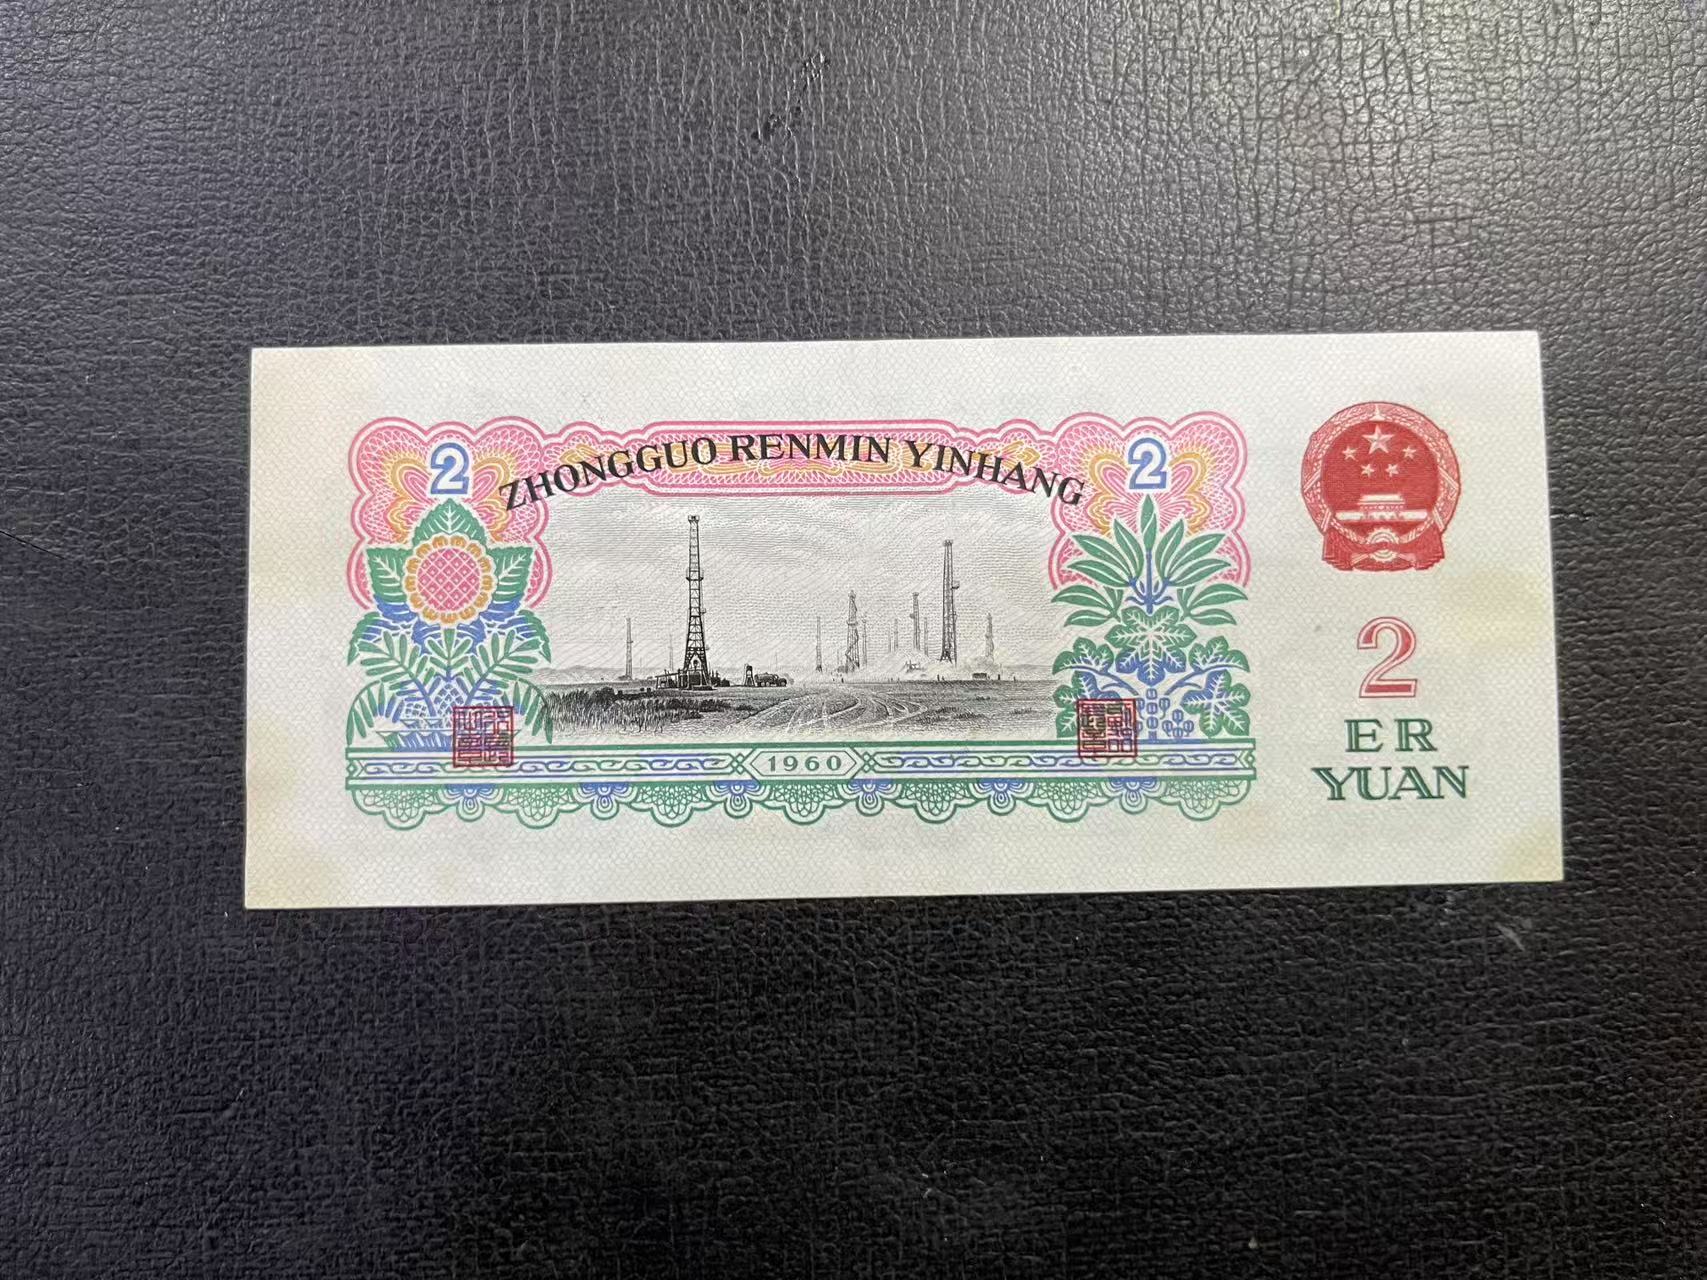 ZHONGGUO RENMIN YINHANG
2
2
1960
2
ER
YUAN